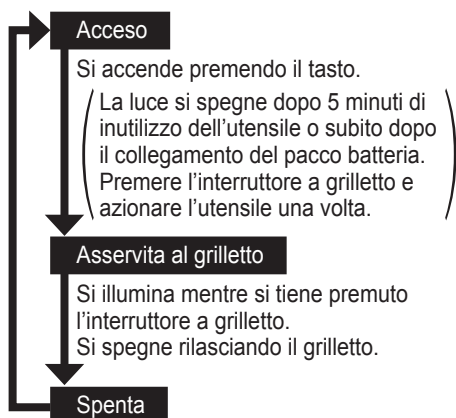 Acceso
Si accende premendo il tasto.
La luce si spegne dopo 5 minuti di
inutilizzo dell'utensile o subito dopo
il collegamento del pacco batteria.
Premere l'interruttore a grilletto e
azionare l'utensile una volta.
Asservita al grilletto
Si illumina mentre si tiene premuto
l'interruttore a grilletto.
Si spegne rilasciando il grilletto.
Spenta